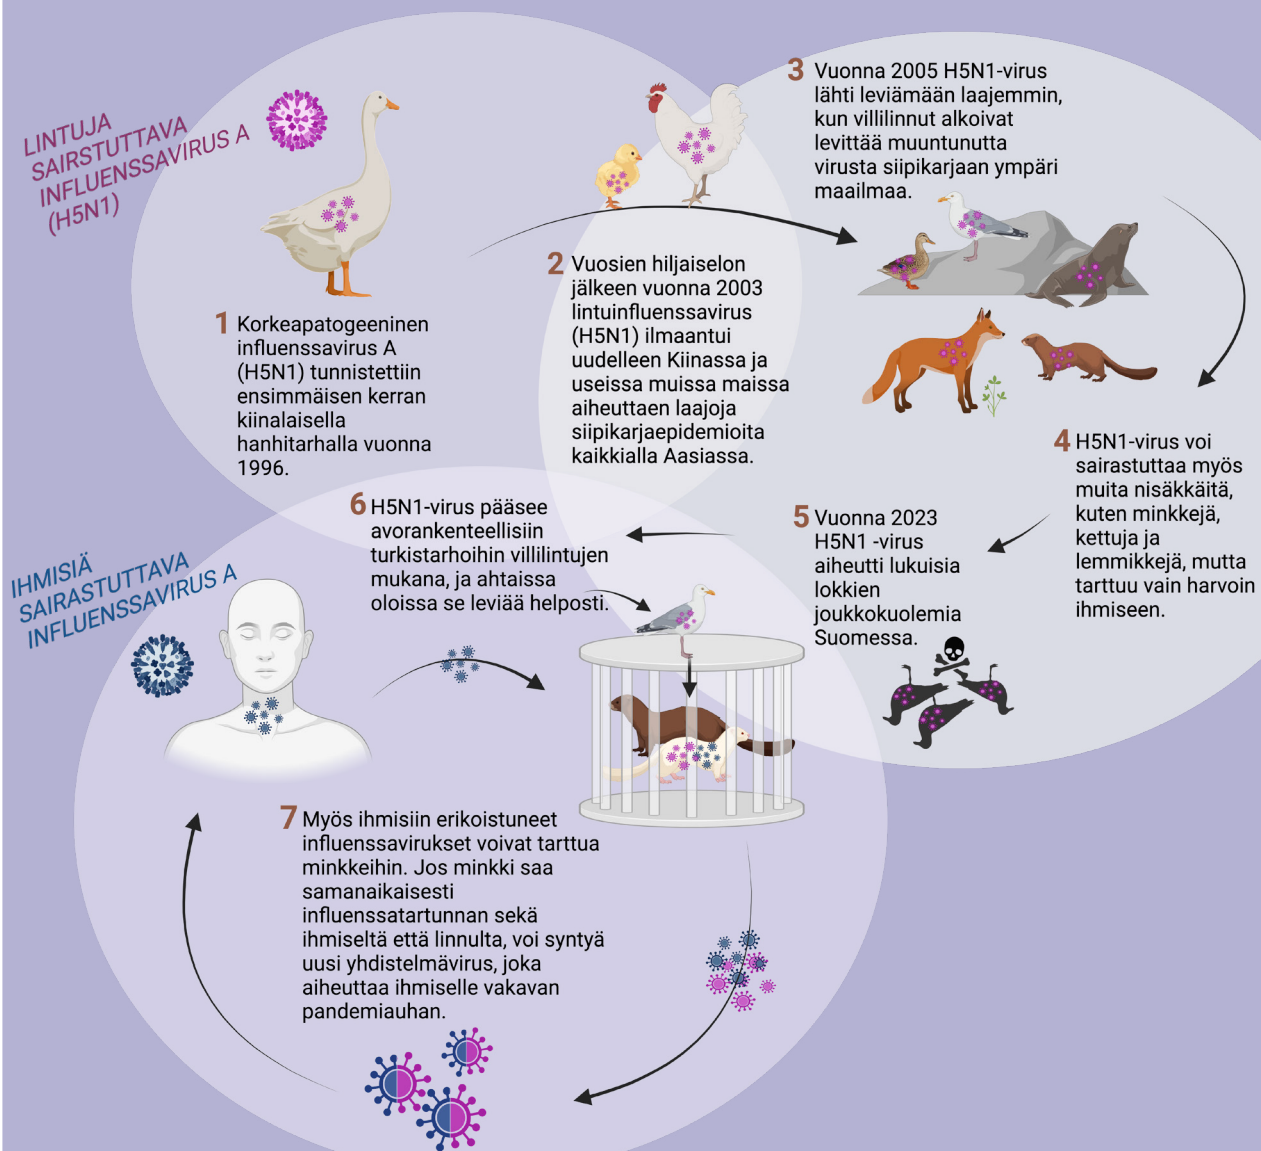 LINTUJA
SAIRSTUTTAVA
INFLUENSSAVIRUS A
(H5N1)
1 Korkeapatogeeninen
influenssavirus A
(H5N1) tunnistettiin
ensimmäisen kerran
kiinalaisella
hanhitarhalla vuonna
1996.
2 Vuosien hiljaiselon
jälkeen vuonna 2003
lintuinfluenssavirus
(H5N1) ilmaantui
uudelleen Kiinassa ja
useissa muissa maissa
aiheuttaen laajoja
siipikarjaepidemioita
kaikkialla Aasiassa.
3 Vuonna 2005 H5N1-virus
lähti leviämään laajemmin,
kun villilinnut alkoivat
levittää muuntunutta
virusta siipikarjaan ympäri
maailmaa.
4 H5N1-virus voi
sairastuttaa myös
muita nisäkkäitä,
kuten minkkejä,
kettuja ja
lemmikkejä, mutta
tarttuu vain harvoin
ihmiseen.
5 Vuonna 2023
H5N1 -virus
aiheutti lukuisia
lokkien
joukkokuolemia
Suomessa.
6 H5N1-virus pääsee
avorankenteellisiin
turkistarhoihin villilintujen
mukana, ja ahtaissa
oloissa se leviää helposti.
IHMISIÄ
SAIRASTUTTAVA
INFLUENSSAVIRUS A
7 Myös ihmisiin erikoistuneet
influenssavirukset voivat tarttua
minkkeihin. Jos minkki saa
samanaikaisesti
influenssatartunnan sekä
ihmiseltä että linnulta, voi syntyä
uusi yhdistelmävirus, joka
aiheuttaa ihmiselle vakavan
pandemiauhan.